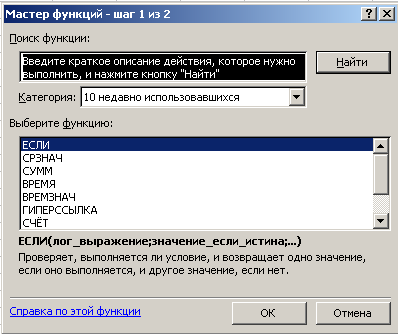 Мастер функций - шаг 1 из 2
Поиск функции:
Введите краткое описание действия, которое нужно
выполнить, и нажмите кнопку "Найти"
Найти
Категория: 10 недавно использовавшихся
Выберите функцию:
ЕСЛИ
СРЗНАЧ
СУММ
ВРЕМЯ
ВРЕМЗНАЧ
ГИПЕРССЫЛКА
СЧЁТ
ЕСЛИ(лог_выражение;значение_если_истина;...)
Проверяет, выполняется ли условие, и возвращает одно значение,
если оно выполняется, и другое значение, если нет.
Справка по этой функции
ОК
Отмена